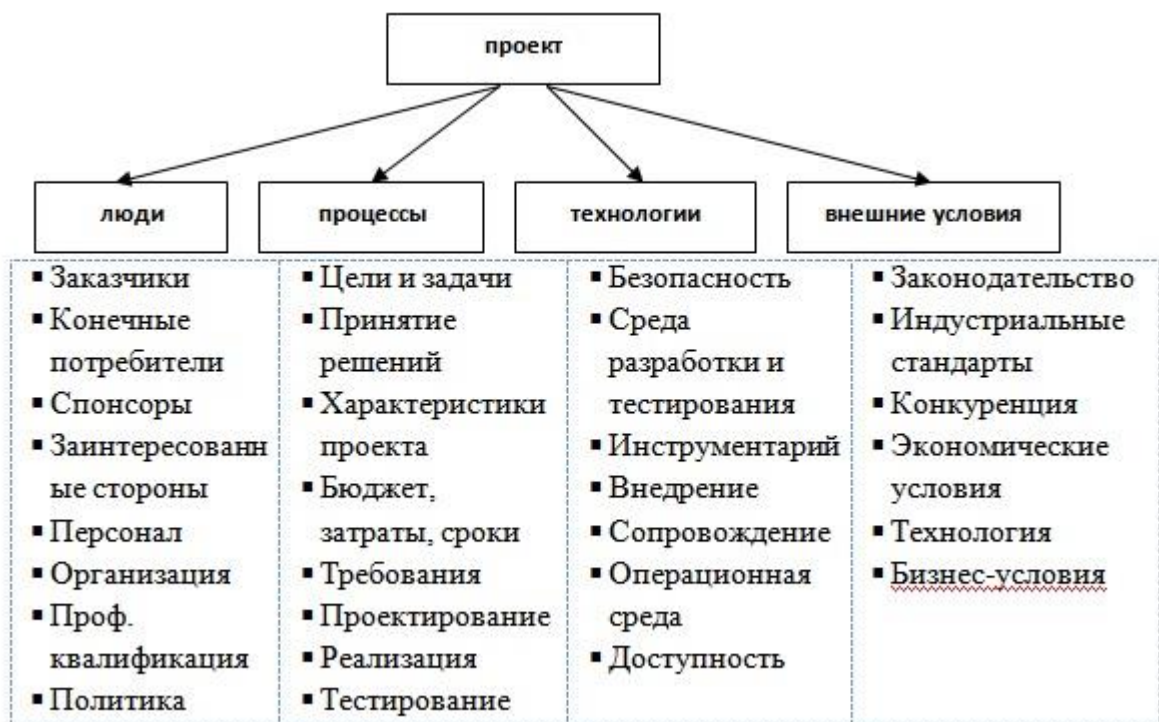 проект
люди
процессы
технологии
внешние условия
▪ Заказчики
▪ Конечные
потребители
▪ Спонсоры
▪ Заинтересованн
ые стороны
▪ Персонал
▪ Организация
▪ Проф.
квалификация
▪ Политика
▪ Цели и задачи
▪ Принятие
решений
▪ Характеристики
проекта
▪ Бюджет,
затраты, сроки
▪ Требования
▪ Проектирование
▪ Реализация
▪ Тестирование
▪ Безопасность
▪ Среда
разработки и
тестирования
▪ Инструментарий
▪ Внедрение
▪ Сопровождение
▪ Операционная
среда
▪ Доступность
▪ Законодательство
▪ Индустриальные
стандарты
▪ Конкуренция
▪ Экономические
условия
▪ Технология
▪ Бизнес-условия